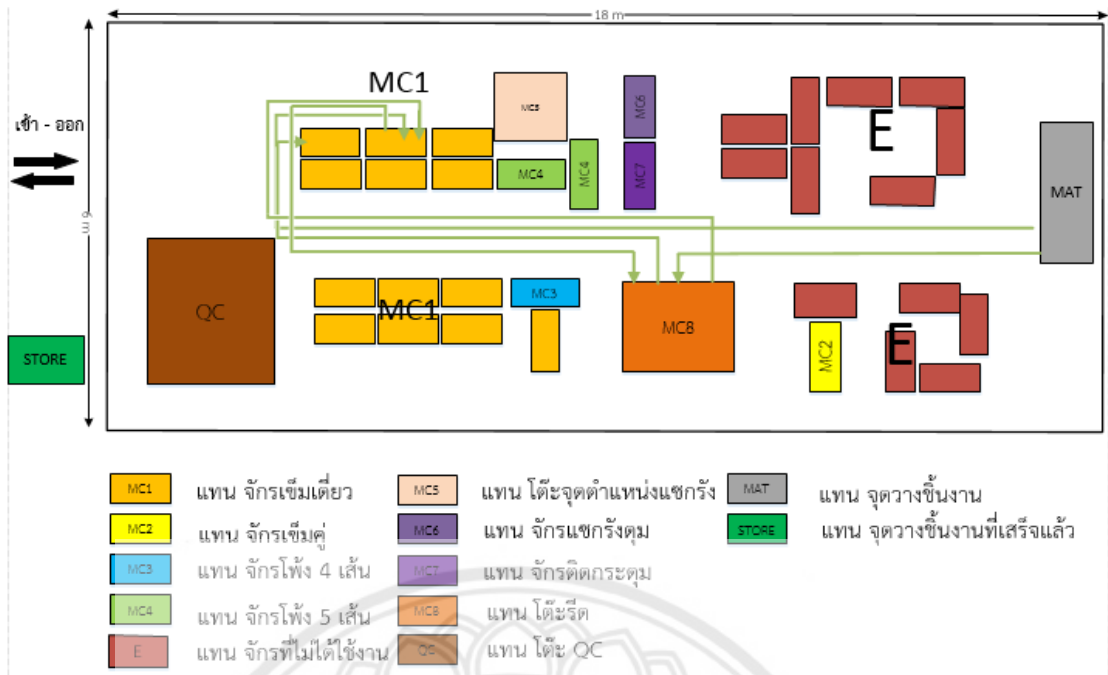 18 m
MC1
MC5
MC6
เข้า - ออก
MC4
MC4
MC7
E
MAT
9 m
QC
MC1
MC3
MC8
MC2
E
STORE
MC1 แทน จักรเข็มเดี่ยว
MC5 แทน โต๊ะจุดตำแหน่งแซกรัง
MAT แทน จุดวางชิ้นงาน
MC2 แทน จักรเข็มคู่
MC6 แทน จักรแซกรังดุม
STORE แทน จุดวางชิ้นงานที่เสร็จแล้ว
MC3 แทน จักรโพ้ง 4 เส้น
MC7 แทน จักรติดกระดุม
MC4 แทน จักรโพ้ง 5 เส้น
MC8 แทน โต๊ะรีด
E แทน จักรที่ไม่ได้ใช้งาน
QC แทน โต๊ะ QC